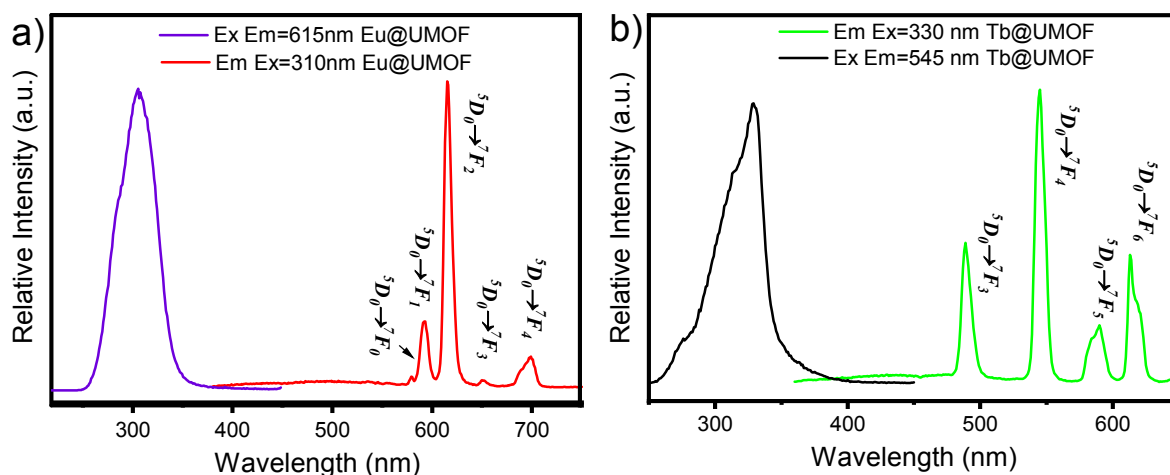 a)
Ex Em=615nm Eu@UMOF
Em Ex=310nm Eu@UMOF
⁵D₀→⁷F₀
⁵D₀→⁷F₁
⁵D₀→⁷F₂
⁵D₀→⁷F₃
⁵D₀→⁷F₄
Relative Intensity (a.u.)
300 400 500 600 700
Wavelength (nm)
b)
Em Ex=330 nm Tb@UMOF
Ex Em=545 nm Tb@UMOF
⁵D₀→⁷F₃
⁵D₀→⁷F₄
⁵D₀→⁷F₅
⁵D₀→⁷F₆
Relative Intensity (a.u.)
300 400 500 600
Wavelength (nm)